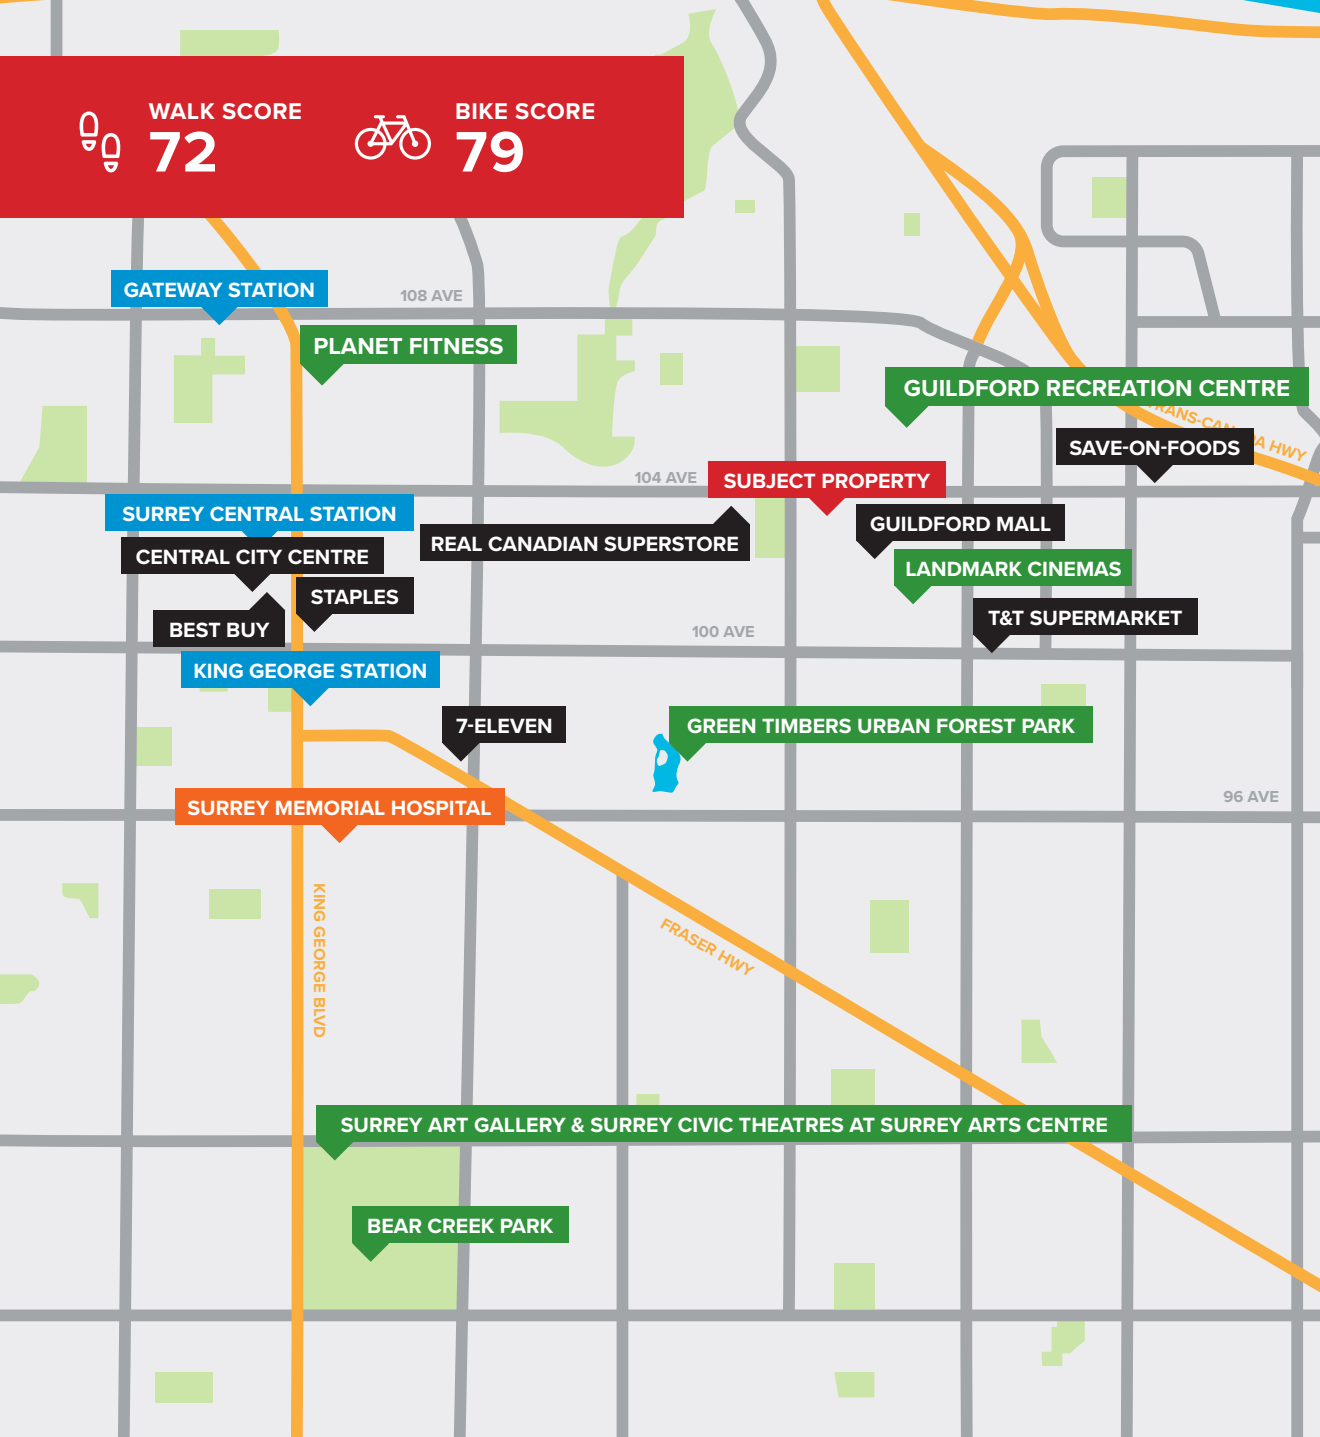 WALK SCORE
72
BIKE SCORE
79
GATEWAY STATION
108 AVE
PLANET FITNESS
GUILDFORD RECREATION CENTRE
HWY
SAVE-ON-FOODS
104 AVE
SUBJECT PROPERTY
SURREY CENTRAL STATION
GUILDFORD MALL
REAL CANADIAN SUPERSTORE
CENTRAL CITY CENTRE
LANDMARK CINEMAS
STAPLES
T&T SUPERMARKET
BEST BUY
100 AVE
KING GEORGE STATION
7-ELEVEN
GREEN TIMBERS URBAN FOREST PARK
96 AVE
SURREY MEMORIAL HOSPITAL
KING GEORGE BLVD
FRASER HWY
SURREY ART GALLERY & SURREY CIVIC THEATRES AT SURREY ARTS CENTRE
BEAR CREEK PARK